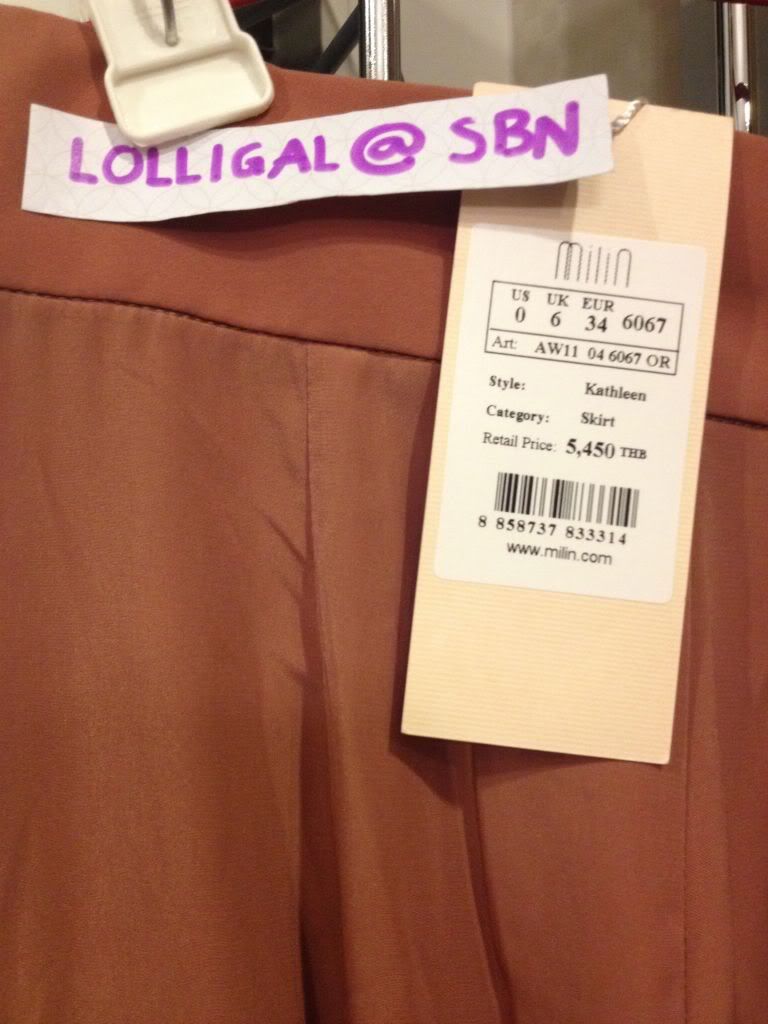 LOLLIGAL @ SBN
milin
US UK EUR
0 6 34 6067
Art: AW11 04 6067 OR
Style: Kathleen
Category: Skirt
Retail Price: 5,450 THB
8 858737 833314
www.milin.com